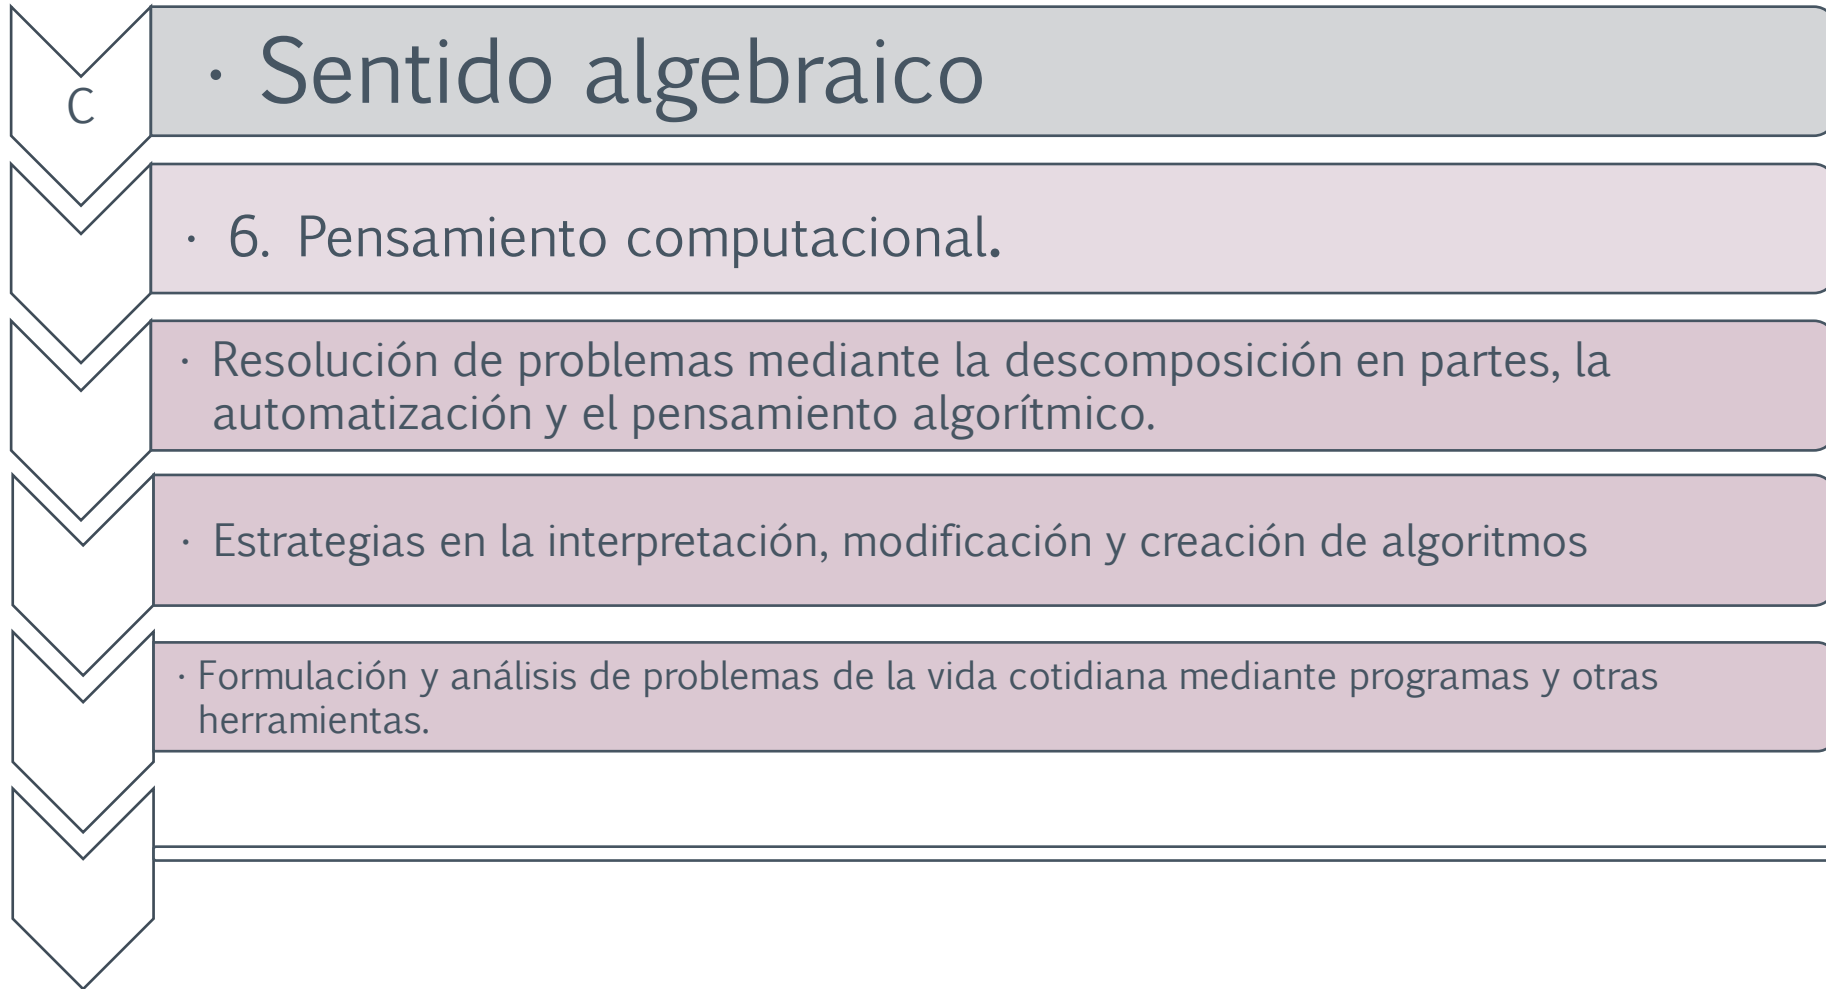 C
· Sentido algebraico
· 6. Pensamiento computacional.
· Resolución de problemas mediante la descomposición en partes, la
automatización y el pensamiento algorítmico.
· Estrategias en la interpretación, modificación y creación de algoritmos
· Formulación y análisis de problemas de la vida cotidiana mediante programas y otras
herramientas.